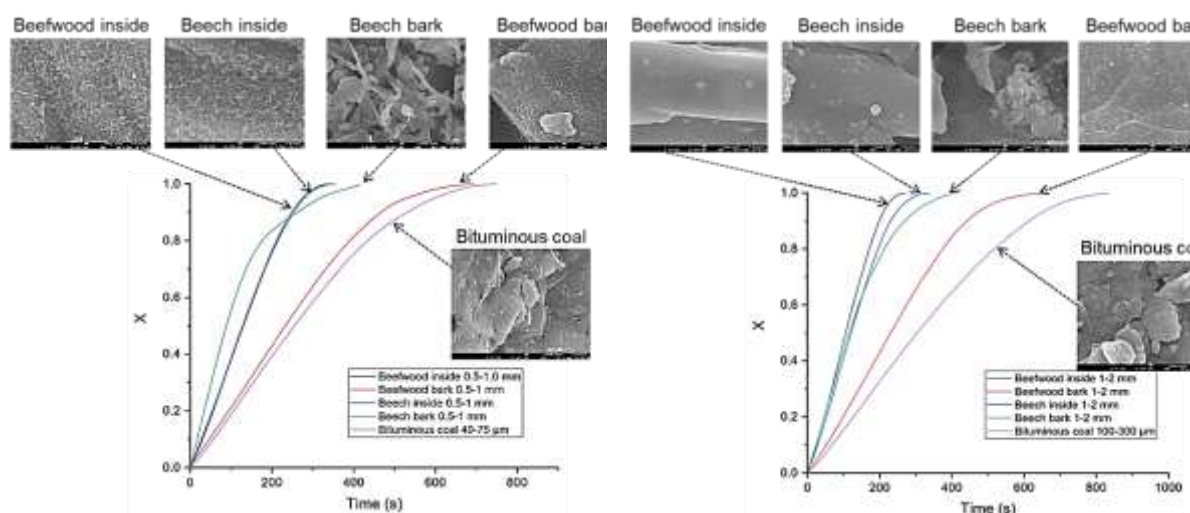 Beefwood inside Beech inside Beech bark Beefwood bar
Bituminous coal
X
1.0
0.8
0.6
0.4
0.2
0.0
Beefwood inside 0.5-1.0 mm
Beefwood bark 0.5-1 mm
Beech inside 0.5-1 mm
Beech bark 0.5-1 mm
Bituminous coal 40-75 µm
0 200 400 600 800
Time (s)
Beefwood inside Beech inside Beech bark Beefwood ba
Bituminous co
X
1.0
0.8
0.6
0.4
0.2
0.0
Beefwood inside 1-2 mm
Beefwood bark 1-2 mm
Beech inside 1-2 mm
Beech bark 1-2 mm
Bituminous coal 100-300 µm
0 200 400 600 800 1000
Time (s)